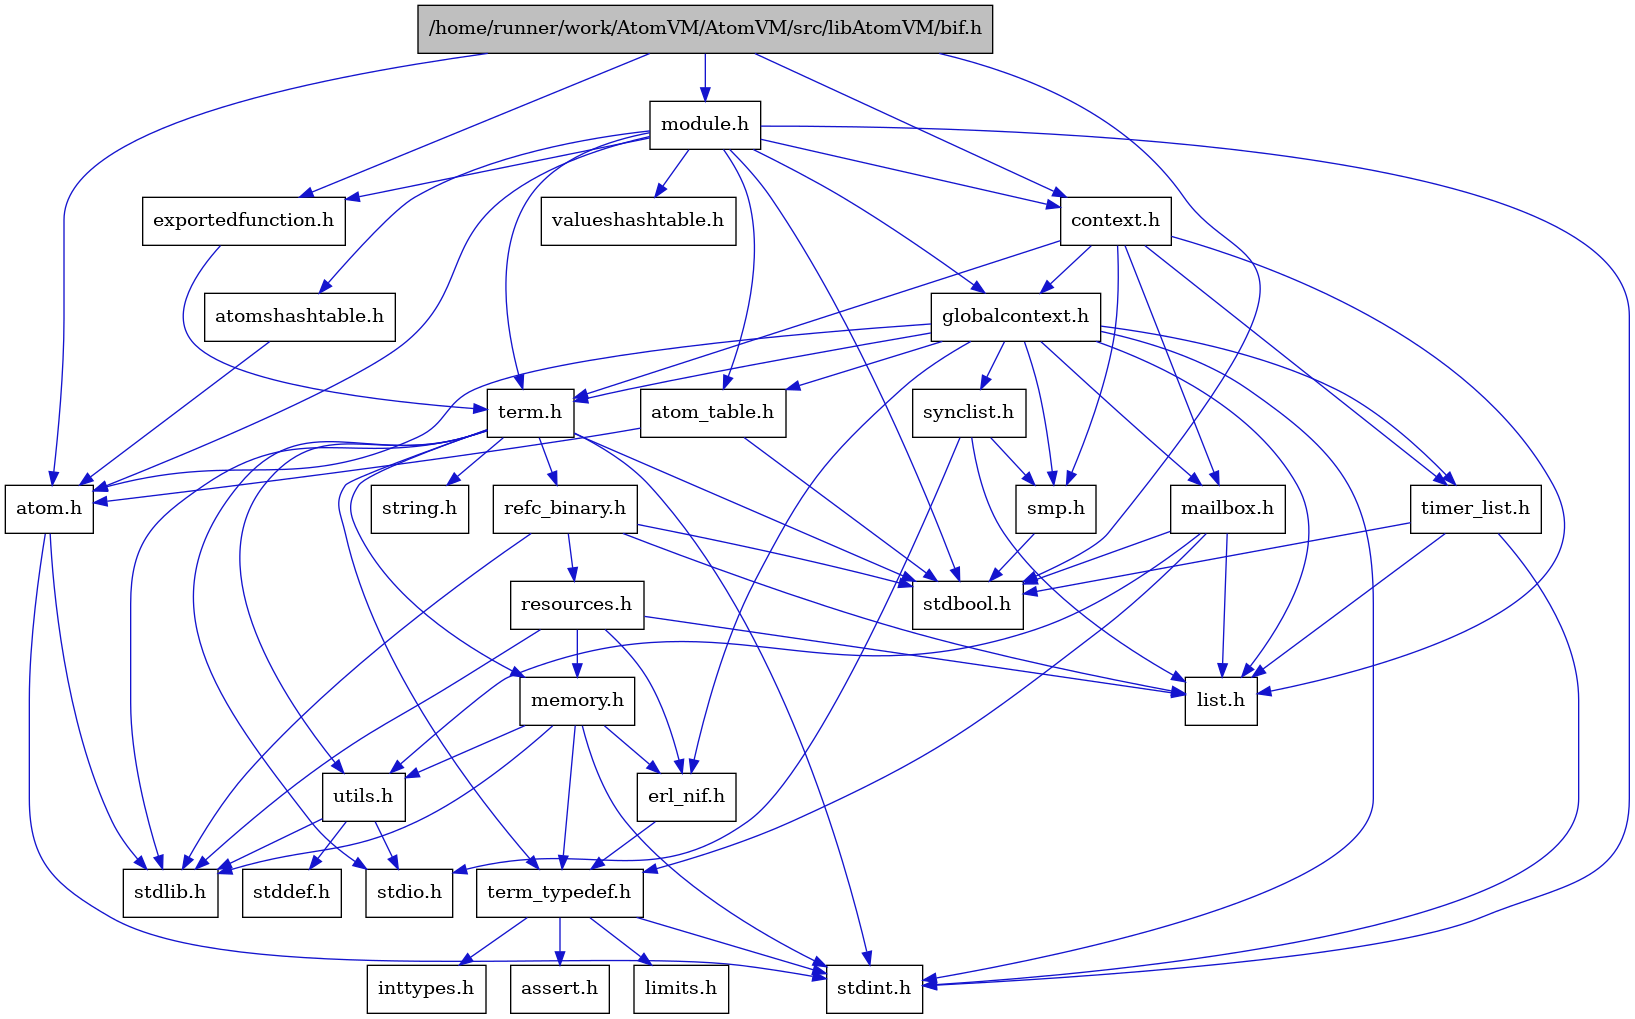 /home/runner/work/AtomVM/AtomVM/src/libAtomVM/bif.h
module.h
exportedfunction.h
valueshashtable.h
context.h
atomshashtable.h
globalcontext.h
term.h
atom_table.h
synclist.h
atom.h
string.h
refc_binary.h
smp.h
mailbox.h
timer_list.h
resources.h
stdbool.h
memory.h
list.h
utils.h
erl_nif.h
stdlib.h
stddef.h
stdio.h
term_typedef.h
inttypes.h
assert.h
limits.h
stdint.h